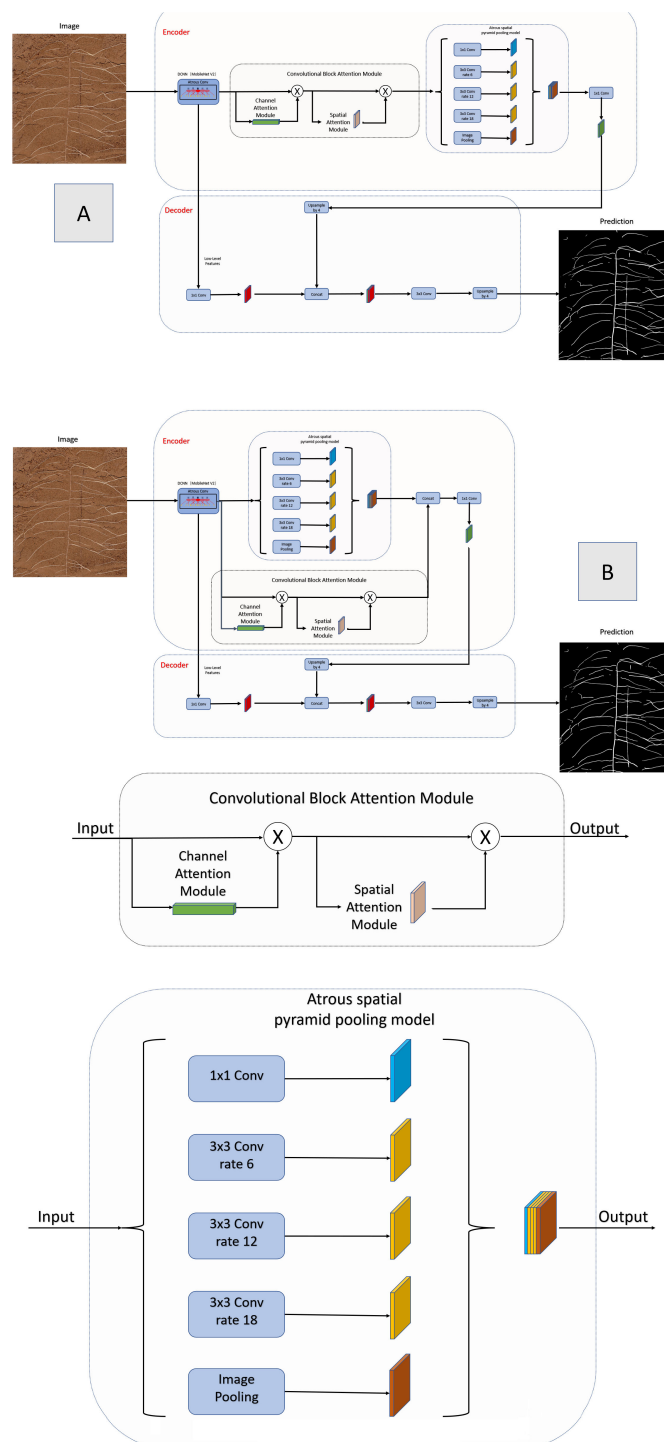 Image
Encoder
DCNN (MobileNet V2)
Atrous Conv
Convolutional Block Attention Module
Channel
Attention
Module
X
Spatial
Attention
Module
X
Atrous spatial
pyramid pooling model
1x1 Conv
3x3 Conv
rate 6
3x3 Conv
rate 12
3x3 Conv
rate 18
Image
Pooling
1x1 Conv
A
Decoder
Upsample
by 4
Low-Level
Features
1x1 Conv
Concat
3x3 Conv
Upsample
by 4
Prediction
Image
Encoder
DCNN (MobileNet V2)
Atrous Conv
Atrous spatial
pyramid pooling model
1x1 Conv
3x3 Conv
rate 6
3x3 Conv
rate 12
3x3 Conv
rate 18
Image
Pooling
Concat
1x1 Conv
Convolutional Block Attention Module
Channel
Attention
Module
X
Spatial
Attention
Module
X
B
Decoder
Upsample
by 4
Low-Level
Features
1x1 Conv
Concat
3x3 Conv
Upsample
by 4
Prediction
Convolutional Block Attention Module
Input
Channel
Attention
Module
X
Spatial
Attention
Module
X
Output
Atrous spatial
pyramid pooling model
Input
1x1 Conv
3x3 Conv
rate 6
3x3 Conv
rate 12
3x3 Conv
rate 18
Image
Pooling
Output